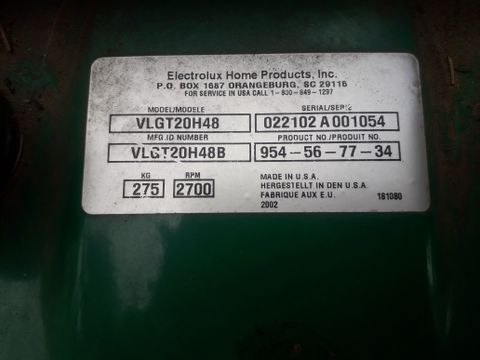 Electrolux Home Products, Inc.
P.O. BOX 1687 ORANGEBURG, SC 29116
FOR SERVICE IN USA CALL 1-800-849-1297
MODEL/MODELE SERIAL/SERIE
VLGT20H48 022102 A 001054
MFG.ID NUMBER PRODUCT NO./PRODUIT NO.
VLGT20H48B 954-56-77-34
KG RPM
275 2700
MADE IN U.S.A.
HERGESTELLT IN DEN U.S.A.
FABRIQUE AUX E.U.
2002
181080